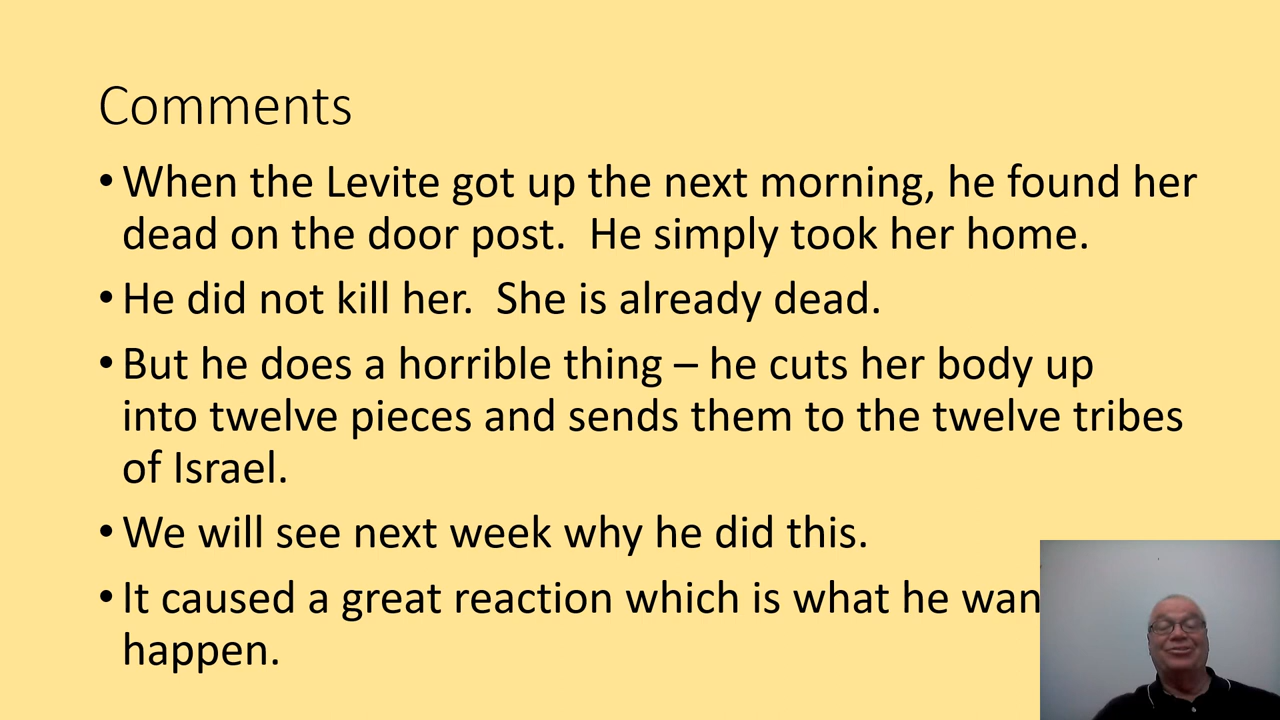 Comments
• When the Levite got up the next morning, he found her
dead on the door post.  He simply took her home.
• He did not kill her.  She is already dead.
• But he does a horrible thing – he cuts her body up
into twelve pieces and sends them to the twelve tribes
of Israel.
• We will see next week why he did this.
• It caused a great reaction which is what he
happen.